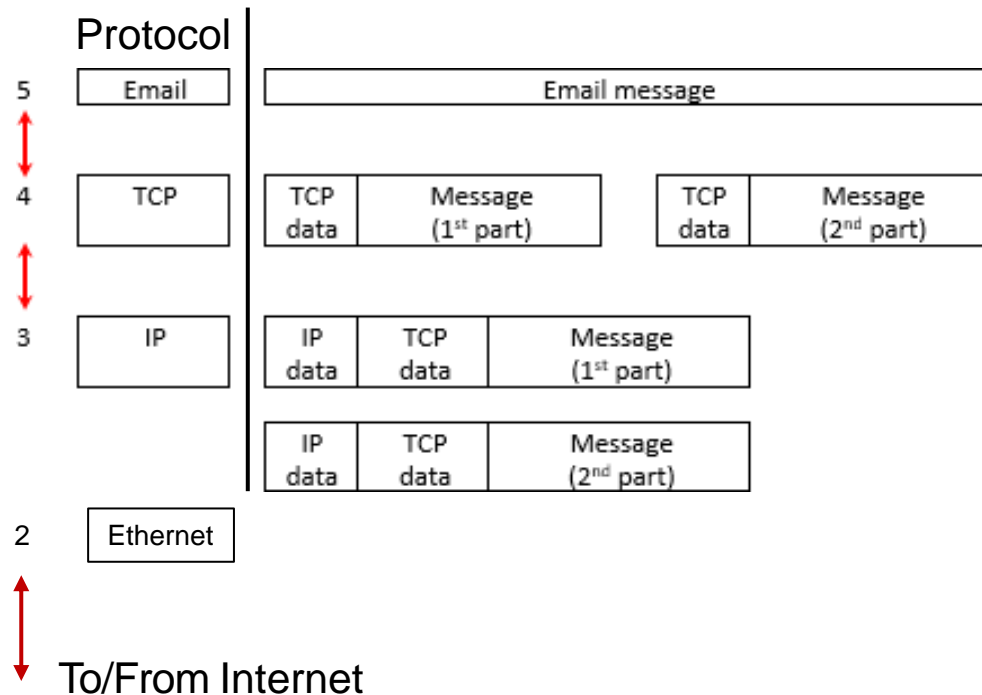 Protocol
5 Email Email message
4 TCP TCP Message TCP Message
data (1st part) data (2nd part)
3 IP IP TCP Message
data data (1st part)
IP TCP Message
data data (2nd part)
2 Ethernet
To/From Internet